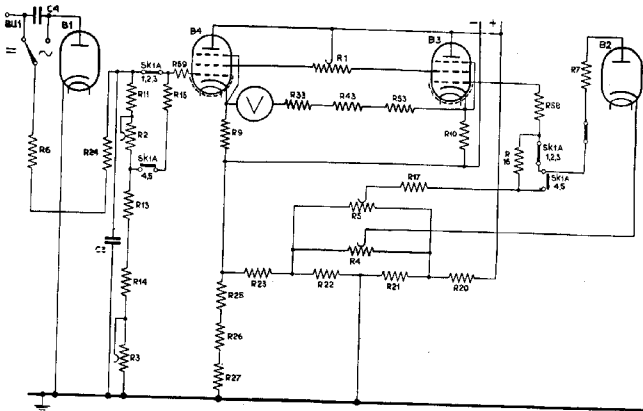 C4
BU1
B1
B4
B3
B2
SK1A
1,2,3
R59
R1
R7
R11
R15
R2
V
R33
R43
R53
R58
R9
R10
R6
R24
SK1A
4,5
R
16
SK1A
1,2,3
SK1A
4,5
R17
R13
R5
R4
R23
R22
R21
R20
R14
R25
R26
R3
R27